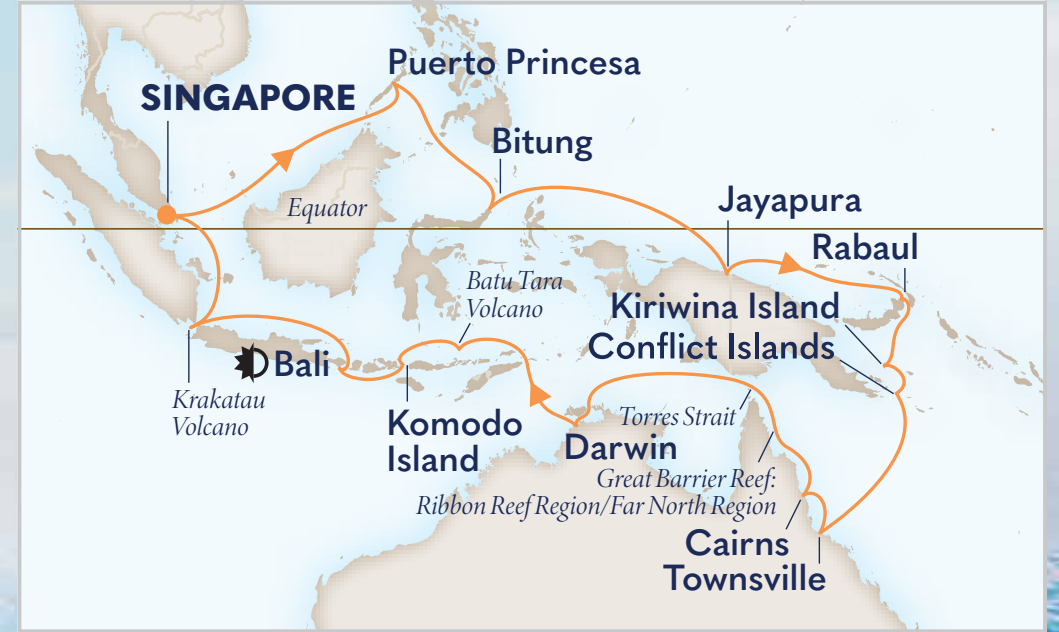 Puerto Princesa
SINGAPORE
Bitung
Equator
Jayapura
Rabaul
Batu Tara
Volcano
Kiriwina Island
Conflict Islands
Bali
Krakatau
Volcano
Komodo
Island
Torres Strait
Darwin
Great Barrier Reef:
Ribbon Reef Region/Far North Region
Cairns
Townsville